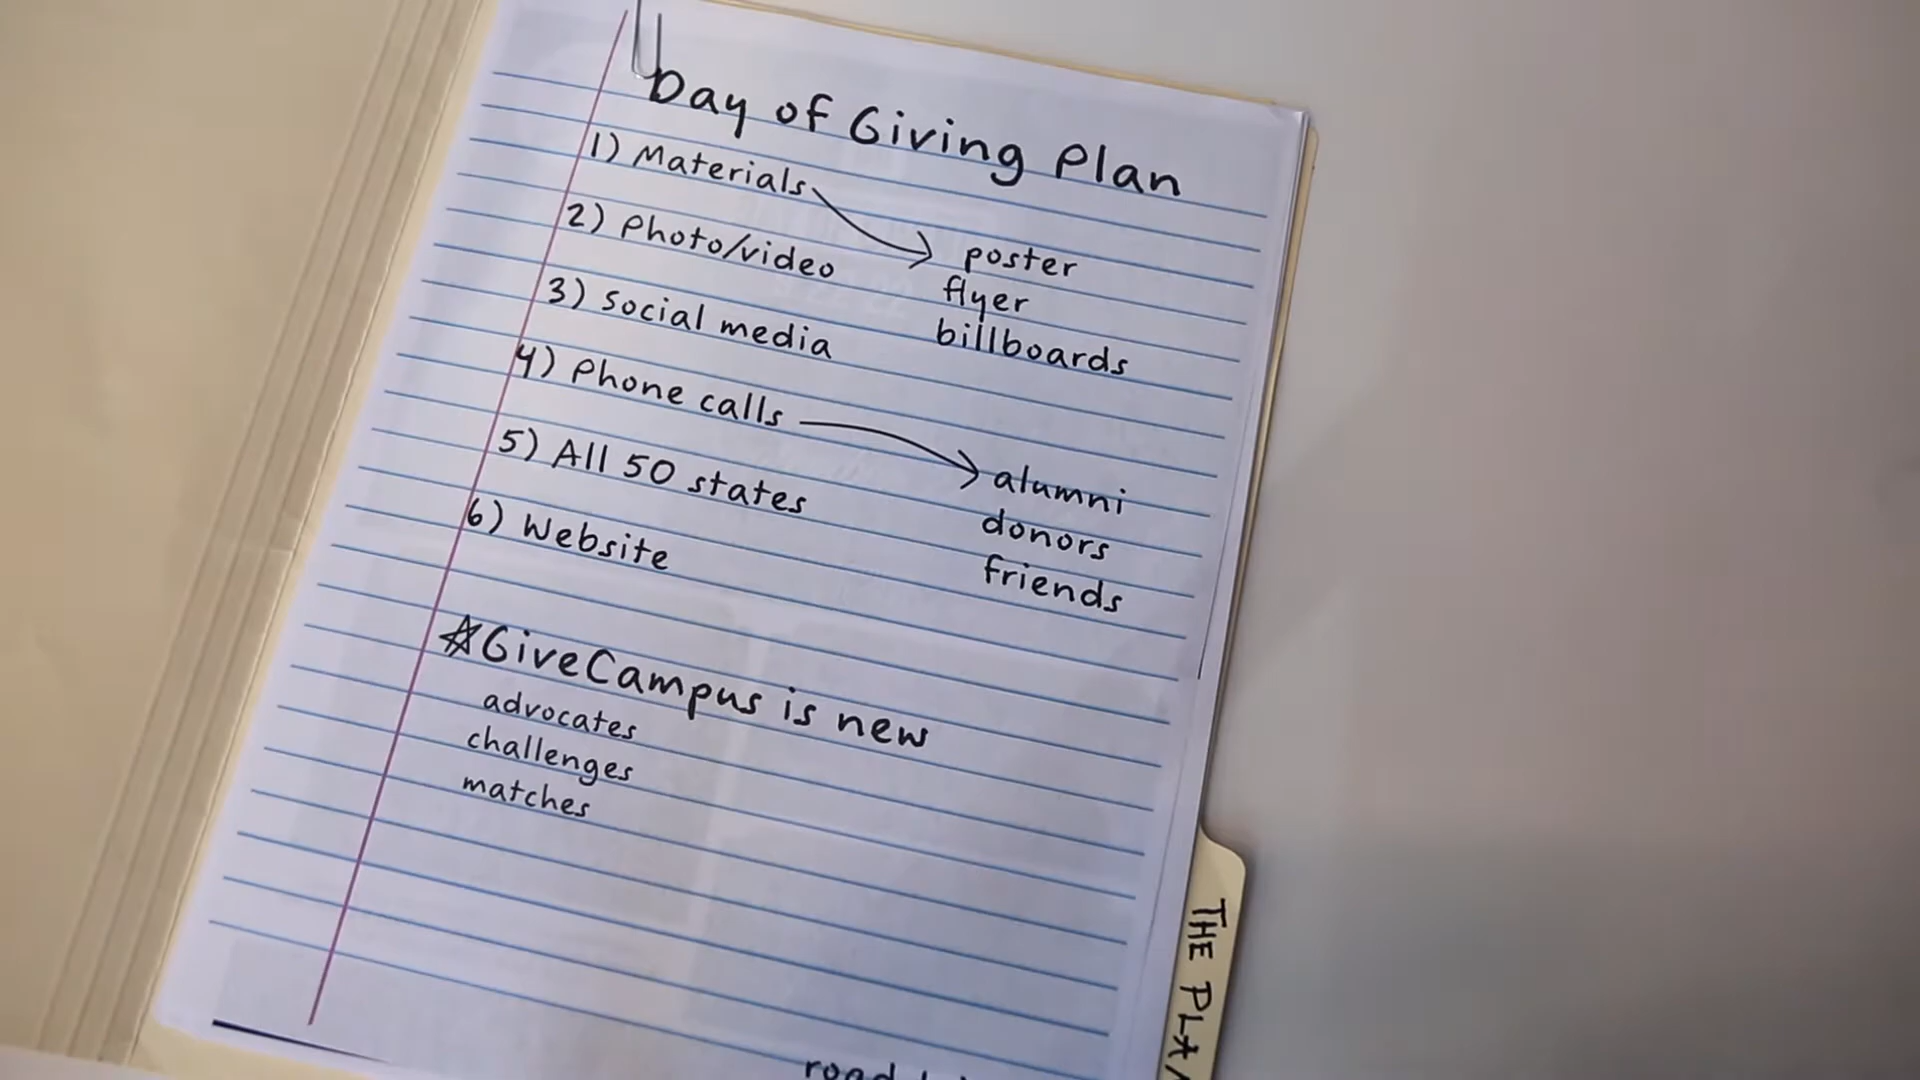 Day of Giving Plan
1) Materials
poster
flyer
billboards
2) Photo/video
3) Social media
4) Phone calls
alumni
donors
friends
5) All 50 states
6) Website
☆GiveCampus is new
advocates
challenges
matches
road
THE